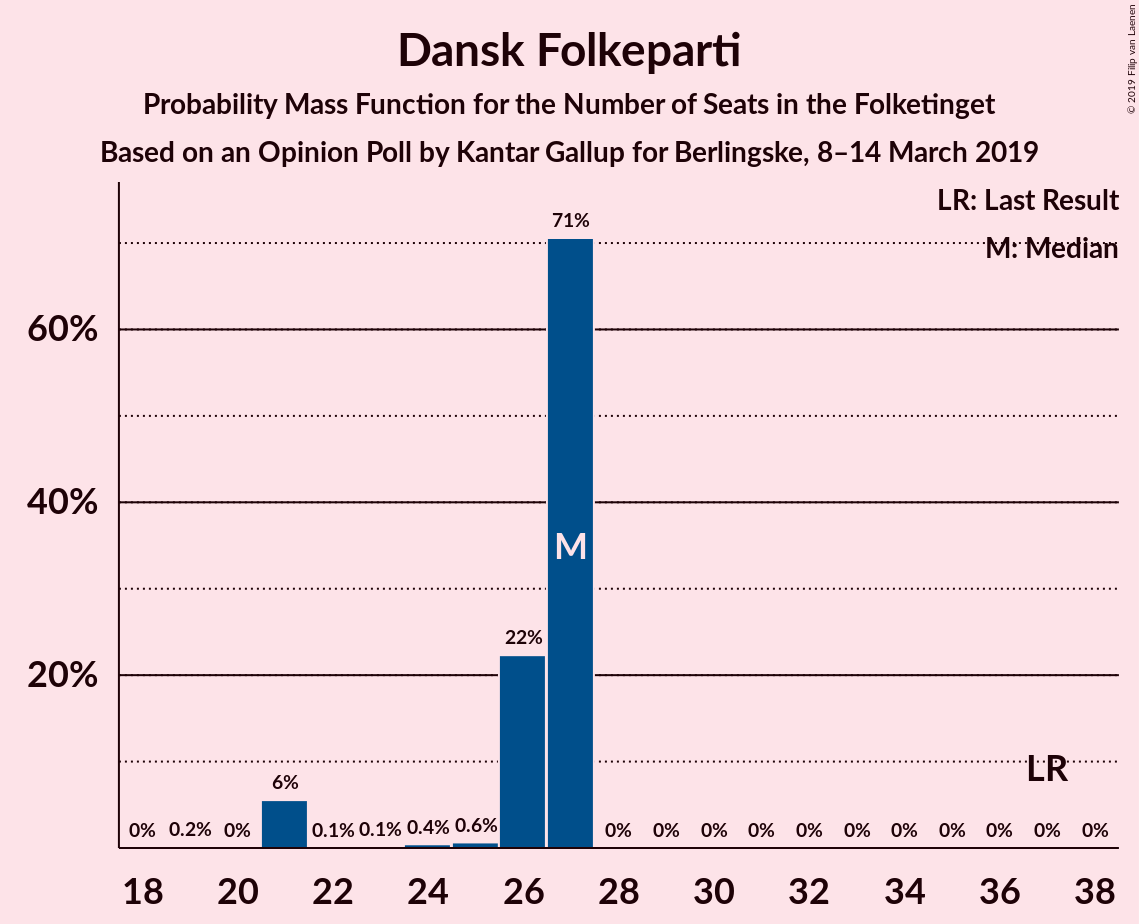 Dansk Folkeparti
Probability Mass Function for the Number of Seats in the Folketinget
Based on an Opinion Poll by Kantar Gallup for Berlingske, 8–14 March 2019
© 2019 Filip van Laenen
LR: Last Result
M: Median
71%
60%
M
40%
22%
20%
LR
6%
0% 0.2% 0% 0.1% 0.1% 0.4% 0.6% 0% 0% 0% 0% 0% 0% 0% 0% 0% 0% 0%
18 20 22 24 26 28 30 32 34 36 38